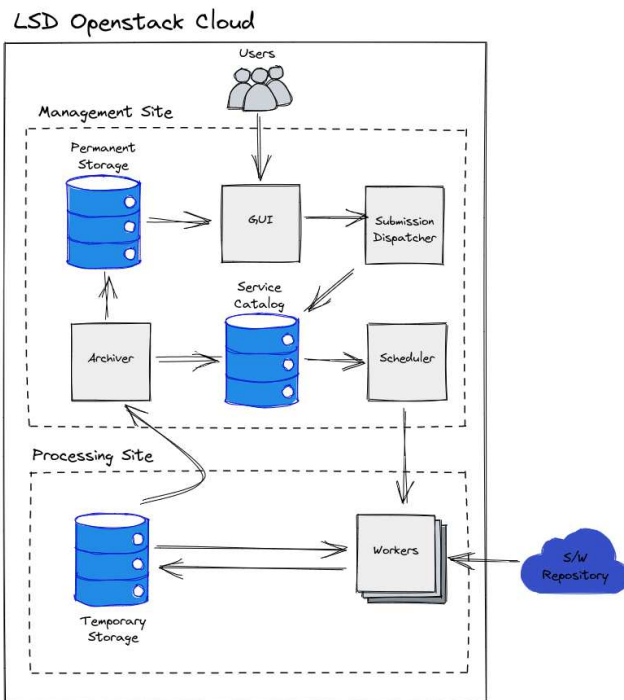 LSD Openstack Cloud
Users
Management Site
Permanent
Storage
GUI
Submission
Dispatcher
Service
Catalog
Archiver
Scheduler
Processing Site
Workers
S/W
Repository
Temporary
Storage